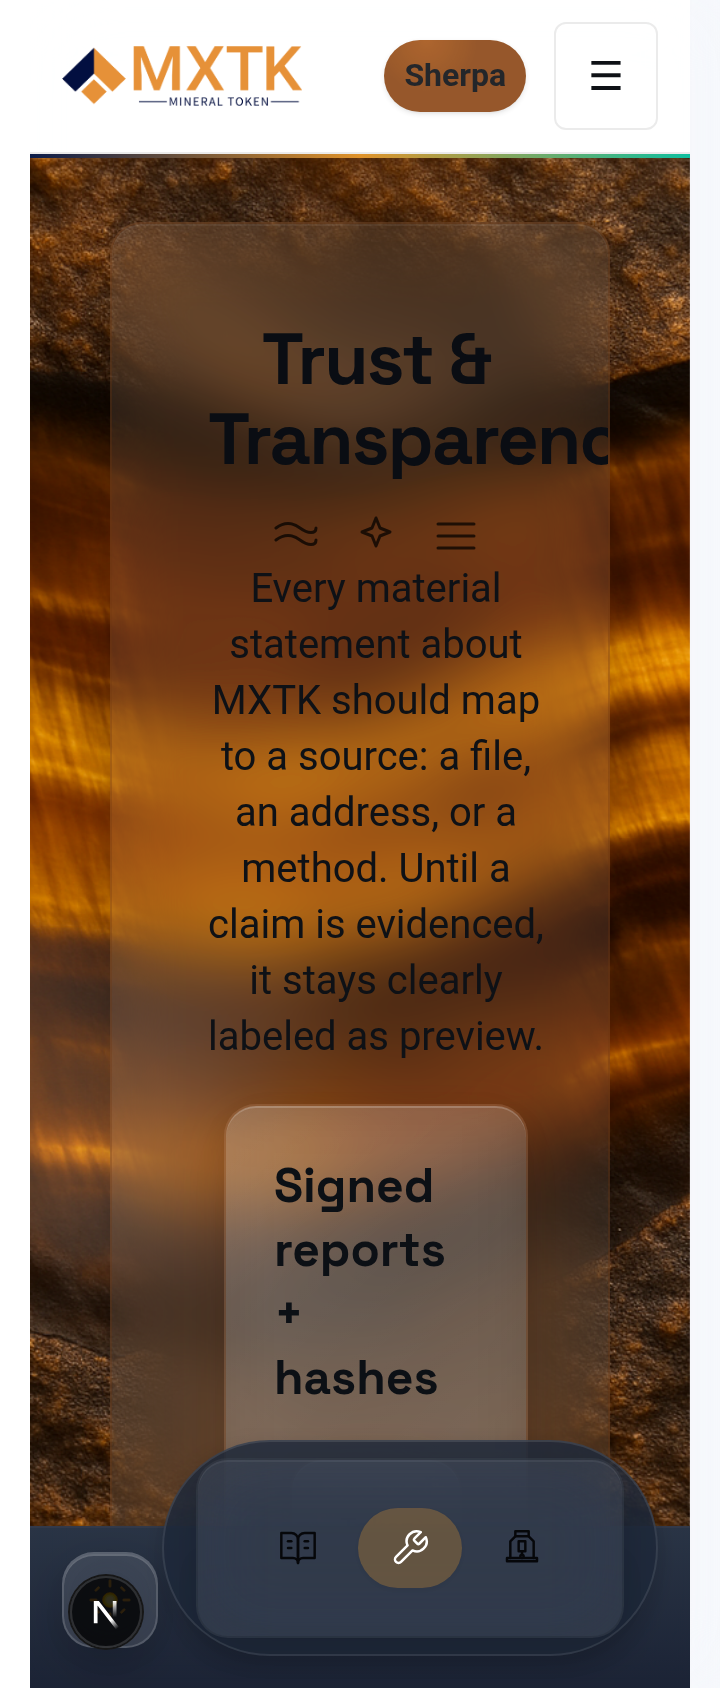 MXTK
MINERAL TOKEN
Sherpa
Trust &
Transparenc
Every material
statement about
MXTK should map
to a source: a file,
an address, or a
method. Until a
claim is evidenced,
it stays clearly
labeled as preview.
Signed
reports
+
hashes
N